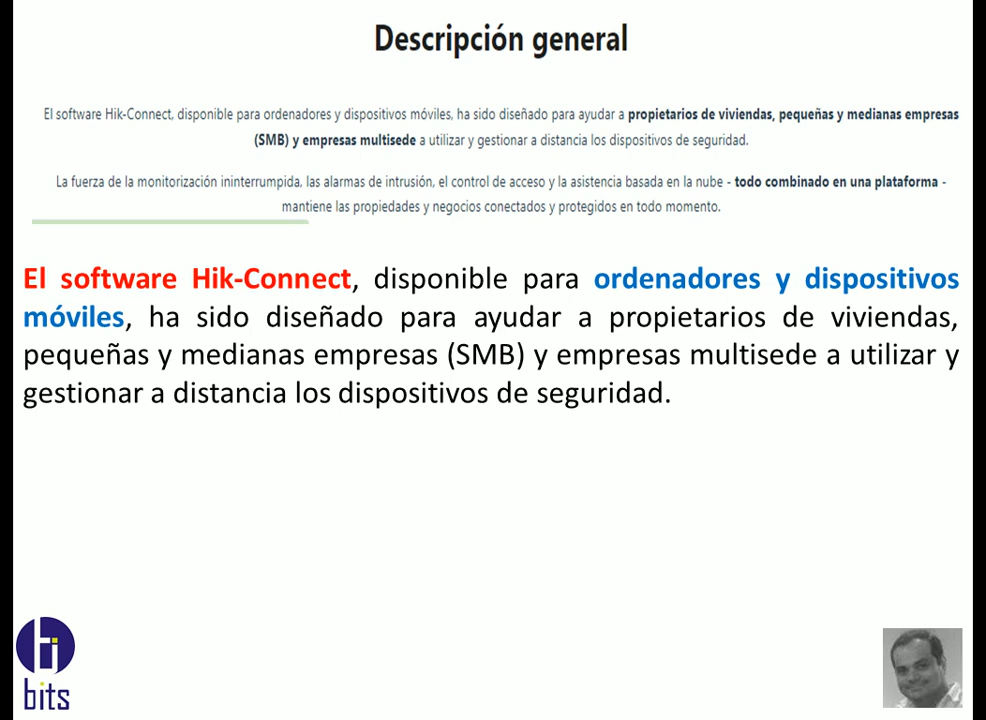 Descripción general
El software Hik-Connect, disponible para ordenadores y dispositivos móviles, ha sido diseñado para ayudar a propietarios de viviendas, pequeñas y medianas empresas
(SMB) y empresas multisede a utilizar y gestionar a distancia los dispositivos de seguridad.
La fuerza de la monitorización ininterrumpida, las alarmas de intrusión, el control de acceso y la asistencia basada en la nube - todo combinado en una plataforma -
mantiene las propiedades y negocios conectados y protegidos en todo momento.
El software Hik-Connect, disponible para ordenadores y dispositivos
móviles, ha sido diseñado para ayudar a propietarios de viviendas,
pequeñas y medianas empresas (SMB) y empresas multisede a utilizar y
gestionar a distancia los dispositivos de seguridad.
bits